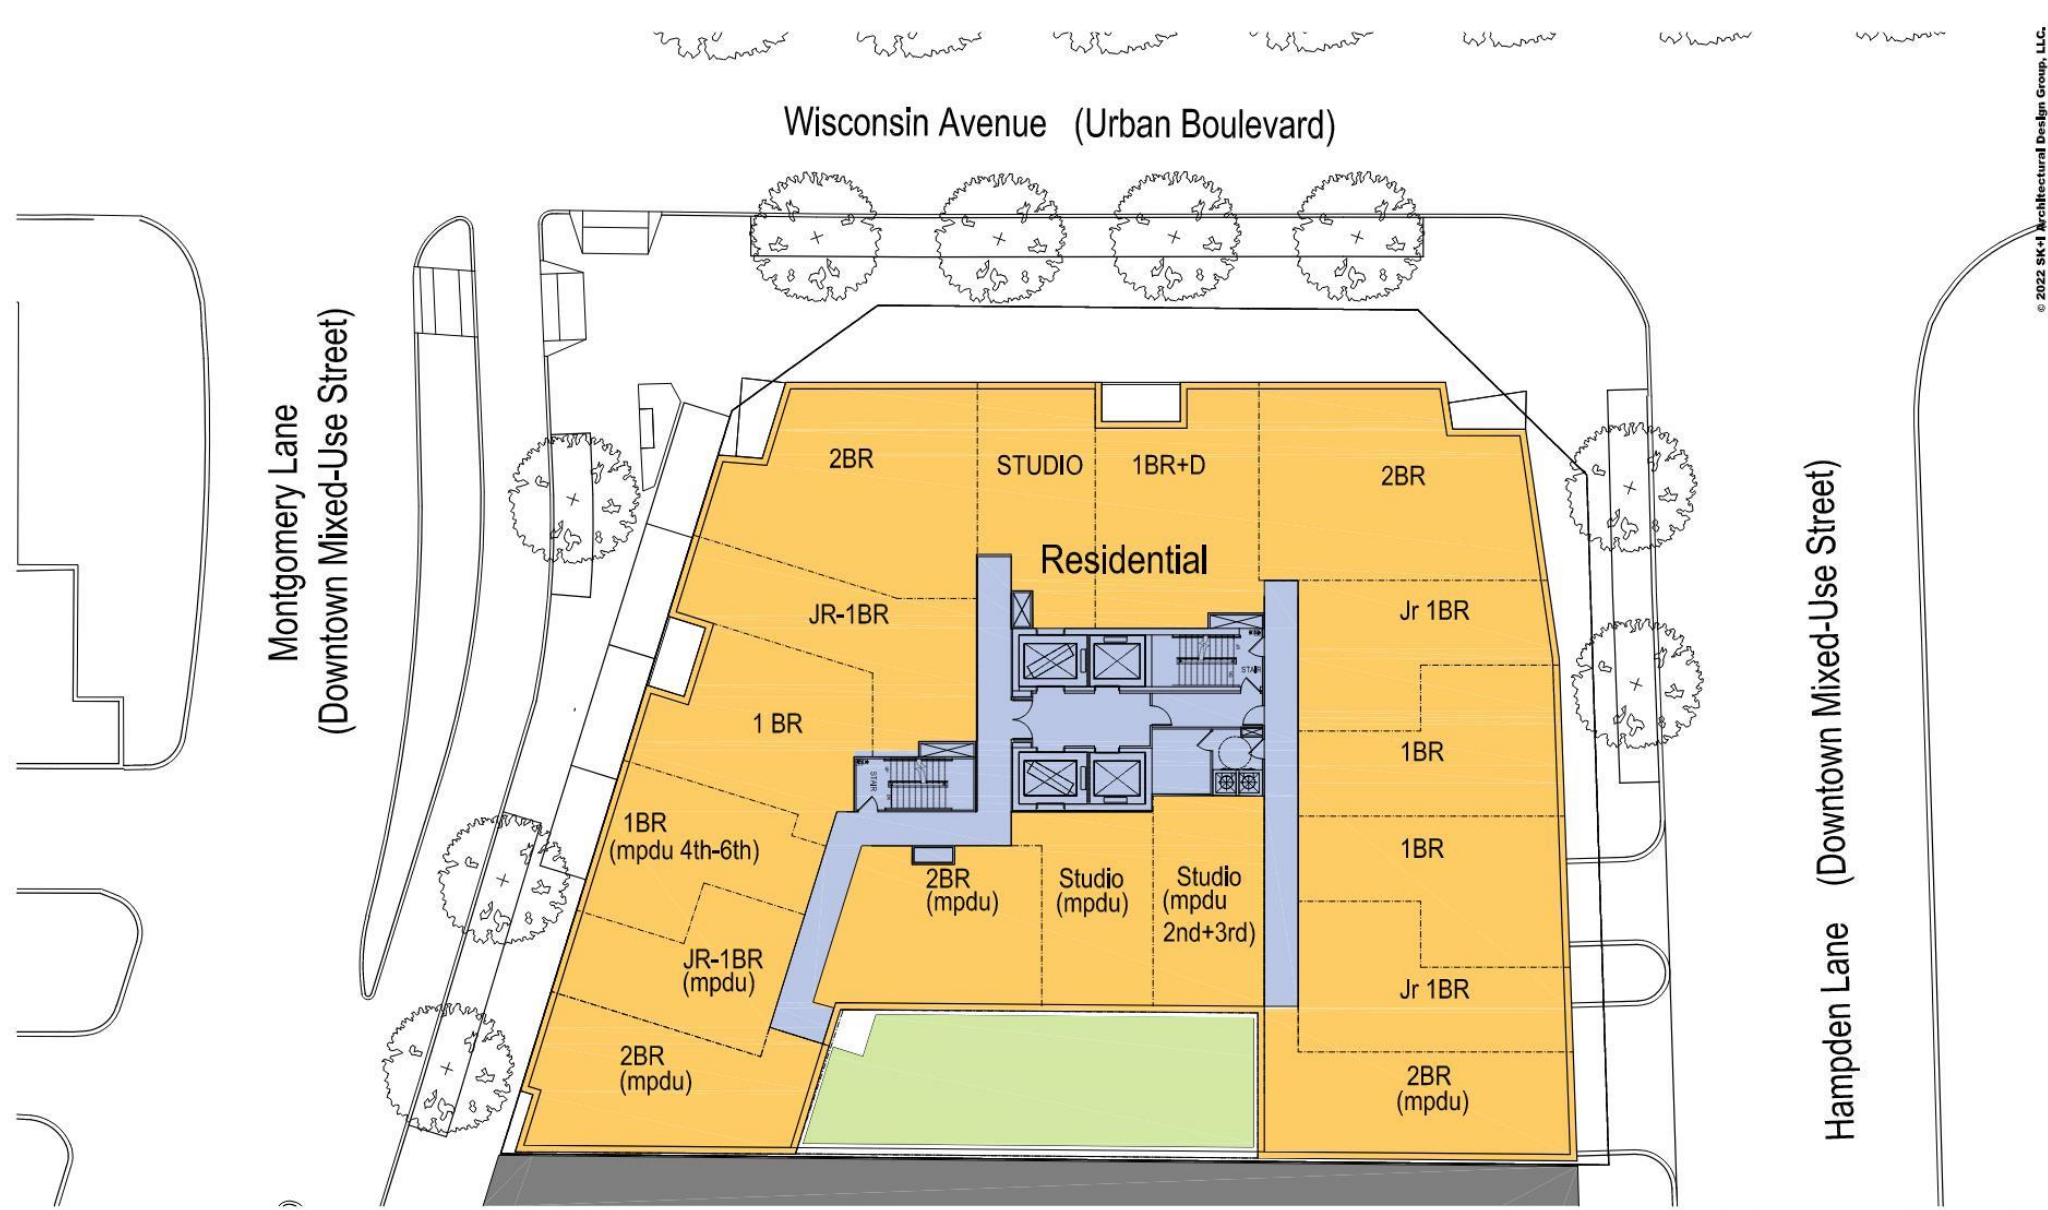 © 2022 SK+I Architectural Design Group, LLC.
Wisconsin Avenue (Urban Boulevard)
Montgomery Lane
(Downtown Mixed-Use Street)
Hampden Lane (Downtown Mixed-Use Street)
2BR
STUDIO
1BR+D
2BR
Residential
JR-1BR
Jr 1BR
STAIR
1 BR
1BR
STAIR
1BR
(mpdu 4th-6th)
1BR
2BR
(mpdu)
Studio
(mpdu)
Studio
(mpdu
2nd+3rd)
JR-1BR
(mpdu)
Jr 1BR
2BR
(mpdu)
2BR
(mpdu)